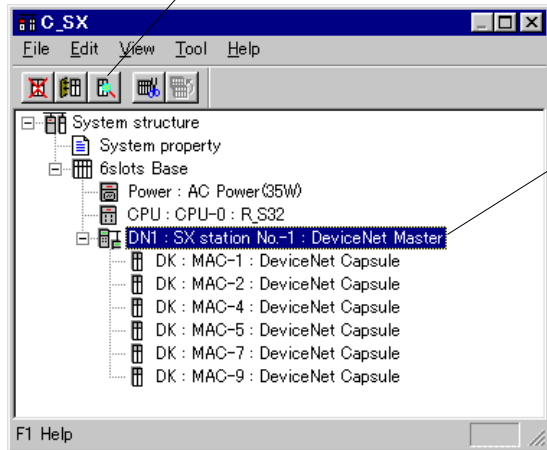 C_SX
File Edit View Tool Help
System structure
System property
6slots Base
Power : AC Power(35W)
CPU : CPU-0 : R_S32
DN1 : SX station No.-1 : DeviceNet Master
DK : MAC-1 : DeviceNet Capsule
DK : MAC-2 : DeviceNet Capsule
DK : MAC-4 : DeviceNet Capsule
DK : MAC-5 : DeviceNet Capsule
DK : MAC-7 : DeviceNet Capsule
DK : MAC-9 : DeviceNet Capsule
F1 Help